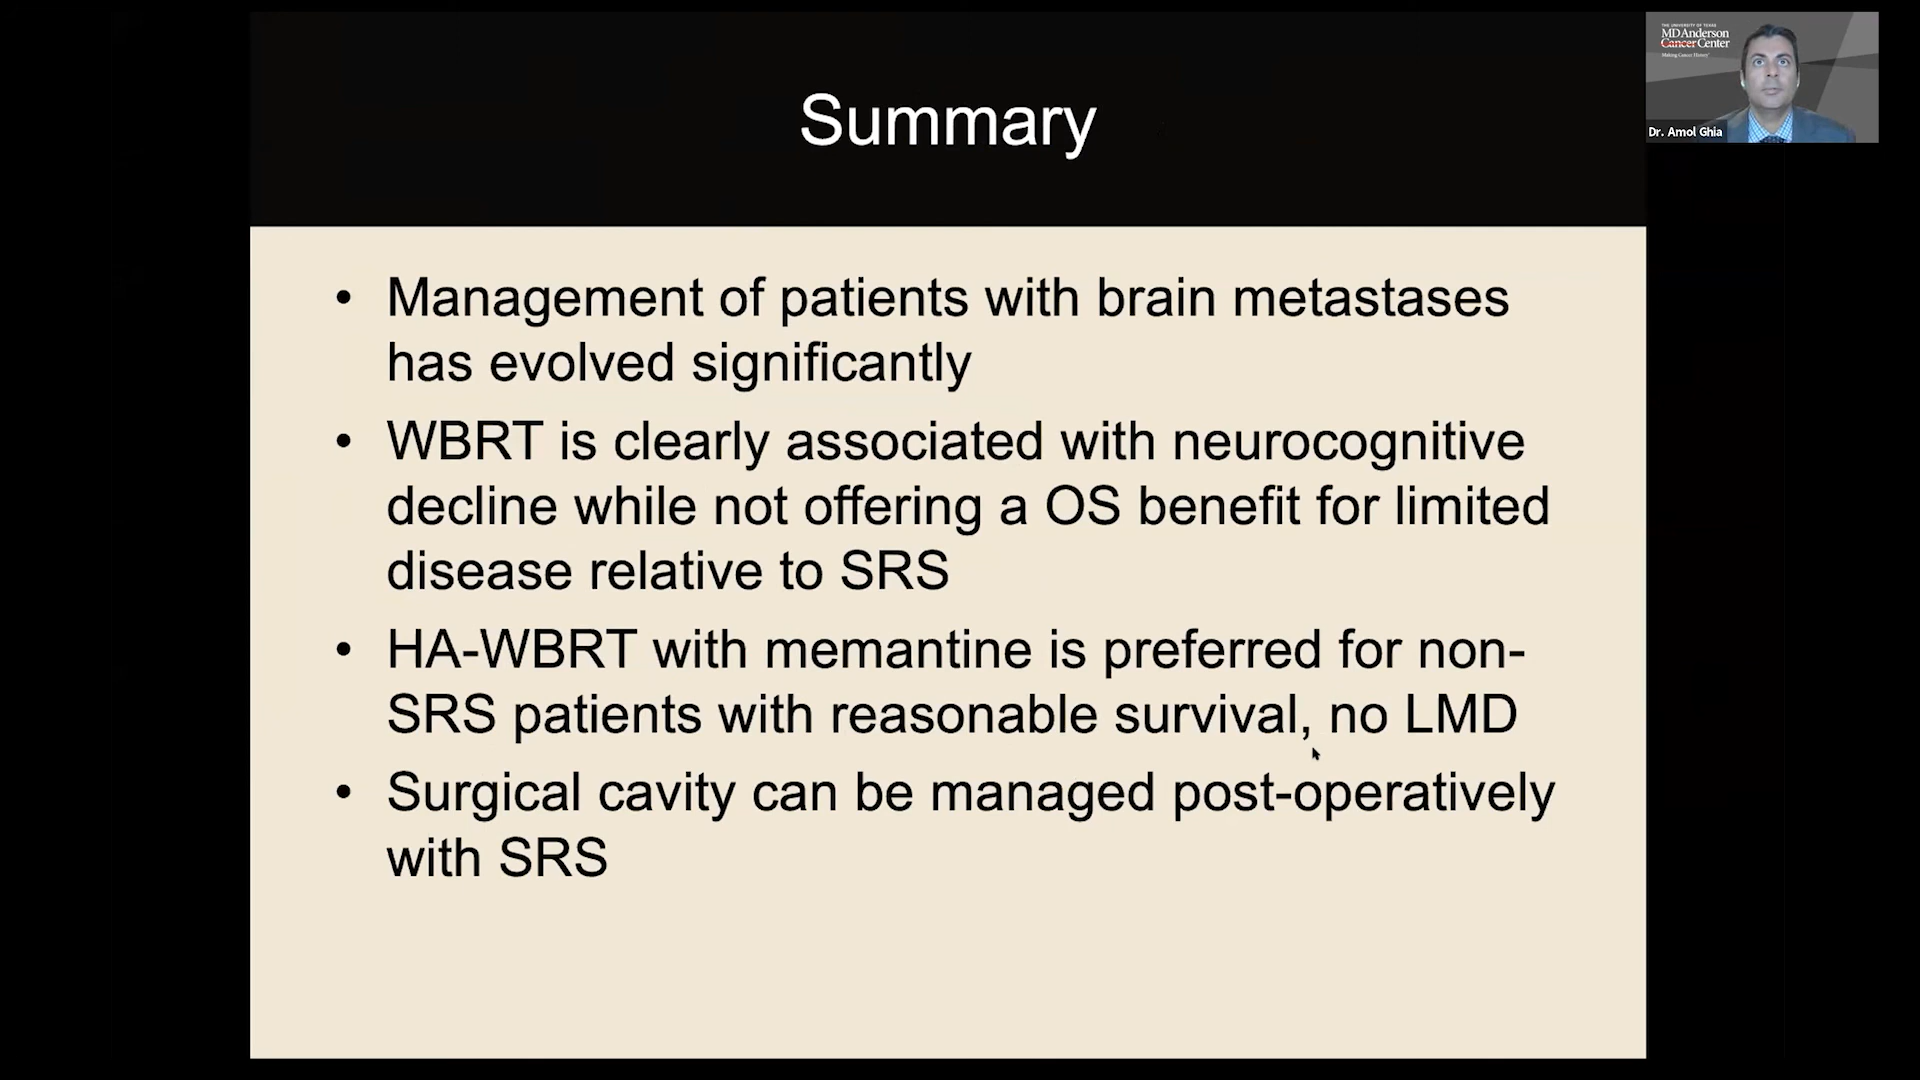 Summary
• Management of patients with brain metastases
has evolved significantly
• WBRT is clearly associated with neurocognitive
decline while not offering a OS benefit for limited
disease relative to SRS
• HA-WBRT with memantine is preferred for non-
SRS patients with reasonable survival, no LMD
• Surgical cavity can be managed post-operatively
with SRS
THE UNIVERSITY OF TEXAS
MD Anderson
Cancer Center
Making Cancer History®
Dr. Amol Ghia